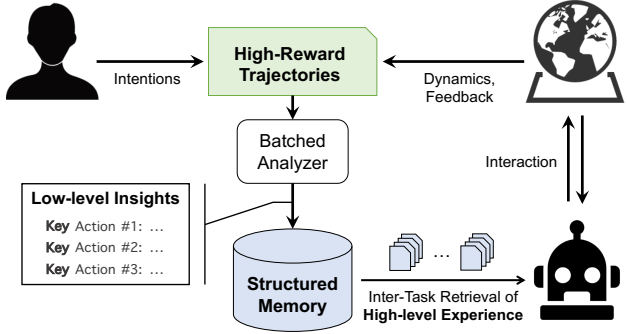 High-Reward
Trajectories
Intentions
Dynamics,
Feedback
Batched
Analyzer
Interaction
Low-level Insights
Key Action #1: ...
Key Action #2: ...
Key Action #3: ...
Structured
Memory
...
Inter-Task Retrieval of
High-level Experience